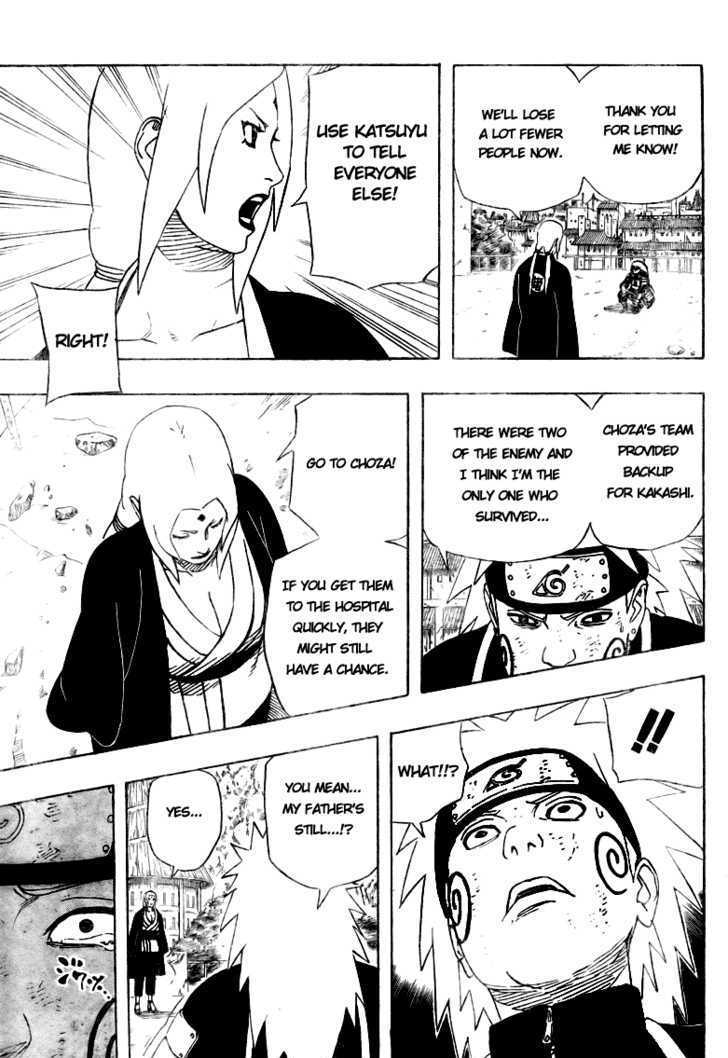 THANK YOU
FOR LETTING
ME KNOW!
WE'LL LOSE
A LOT FEWER
PEOPLE NOW.
USE KATSUYU
TO TELL
EVERYONE
ELSE!
RIGHT!
CHOZA'S TEAM
PROVIDED
BACKUP
FOR KAKASHI.
THERE WERE TWO
OF THE ENEMY AND
I THINK I'M THE
ONLY ONE WHO
SURVIVED...
GO TO CHOZA!
IF YOU GET THEM
TO THE HOSPITAL
QUICKLY, THEY
MIGHT STILL
HAVE A CHANCE.
!!
WHAT!!?
YOU MEAN...
MY FATHER'S
STILL...!?
YES...